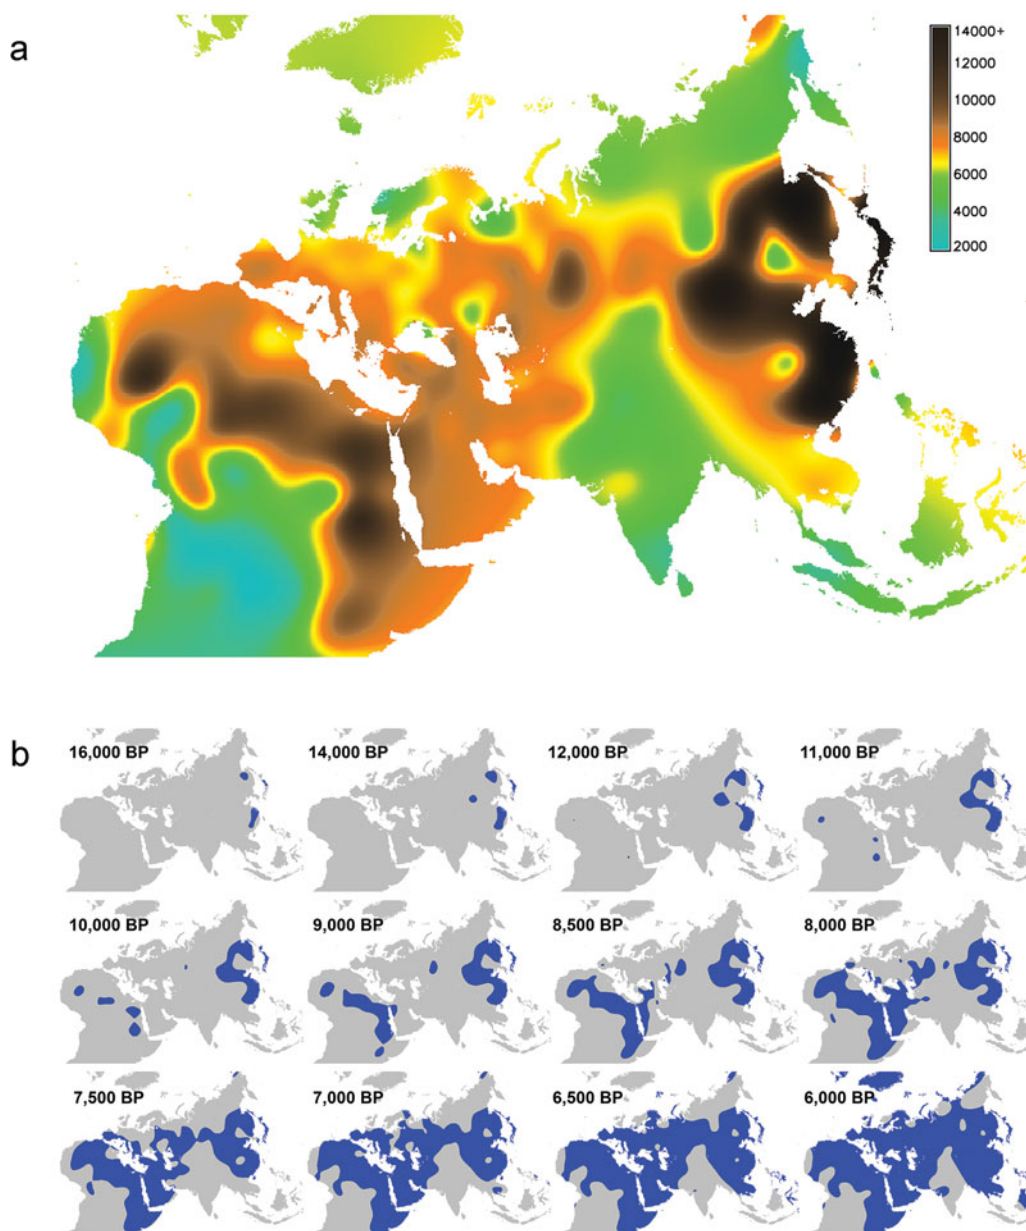 a
14000+
12000
10000
8000
6000
4000
2000
b
16,000 BP
14,000 BP
12,000 BP
11,000 BP
10,000 BP
9,000 BP
8,500 BP
8,000 BP
7,500 BP
7,000 BP
6,500 BP
6,000 BP